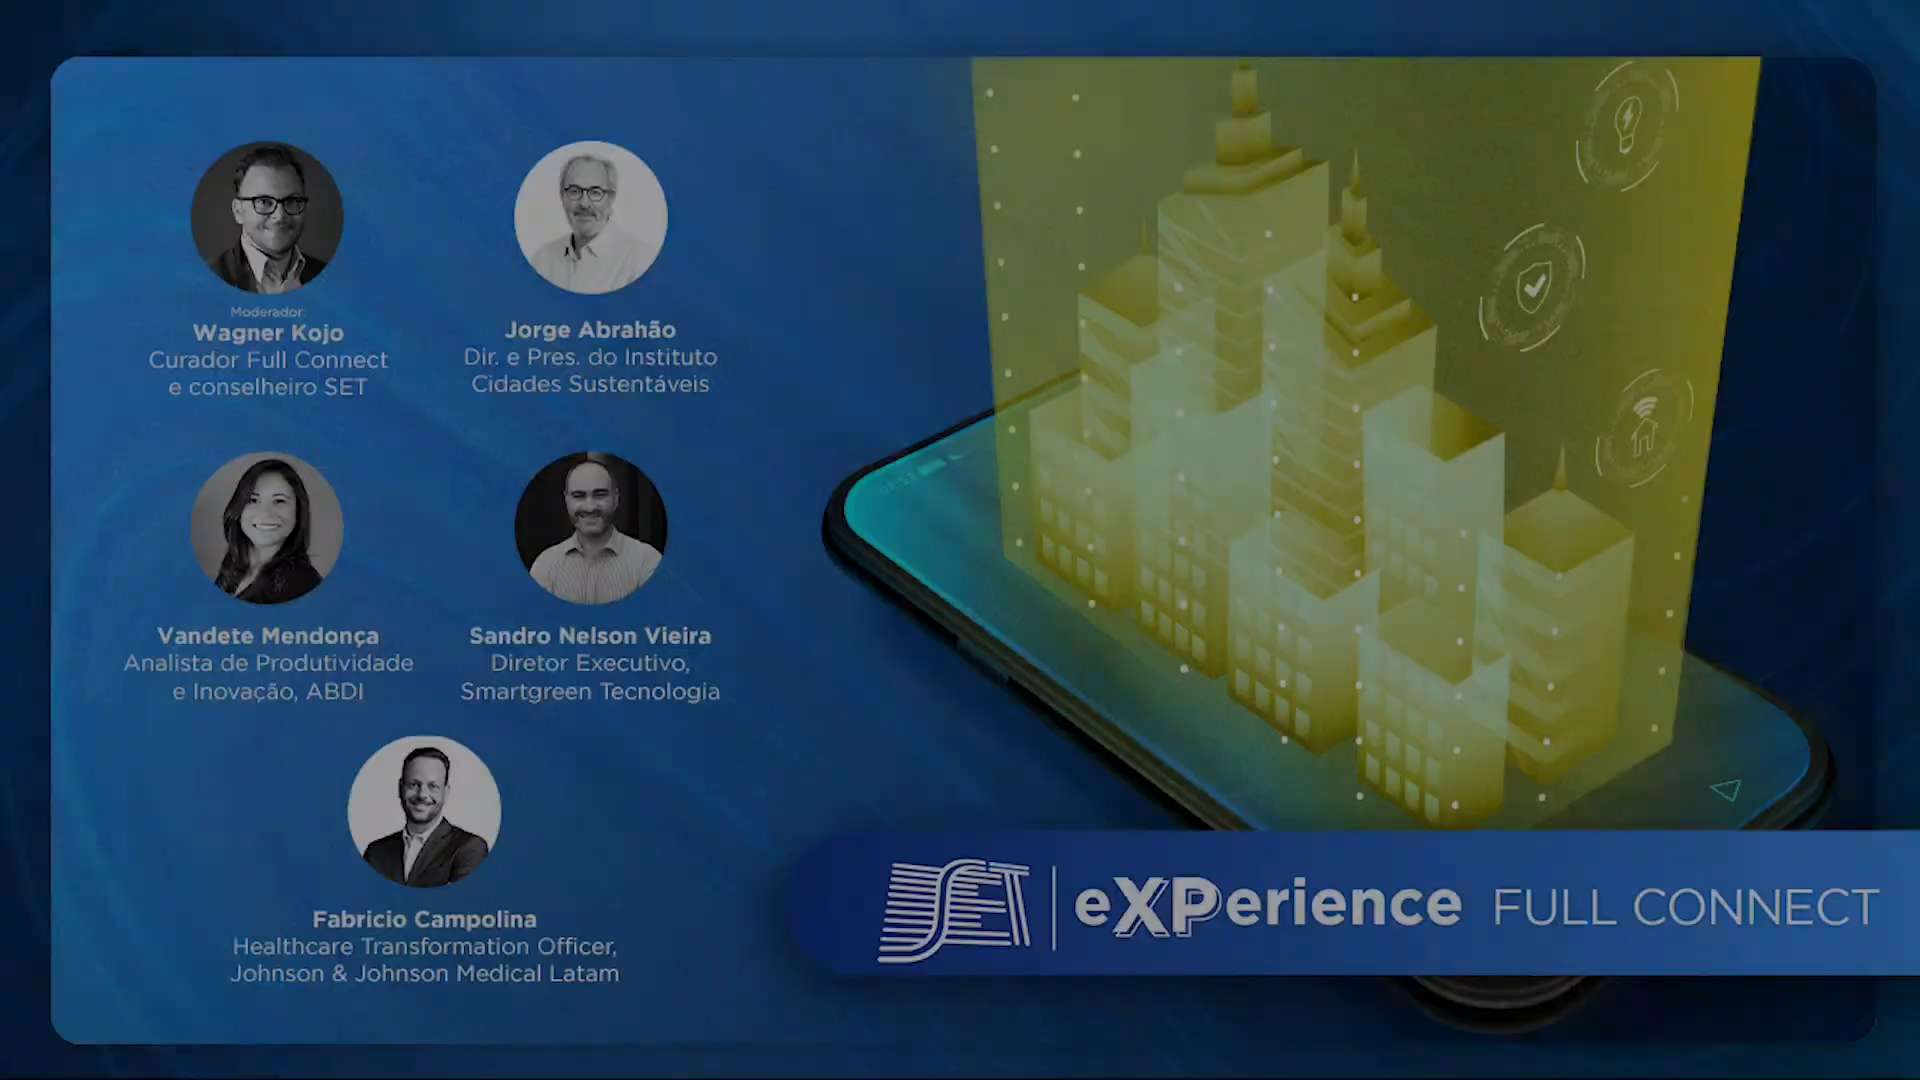 Moderador:
Wagner Kojo
Curador Full Connect
e conselheiro SET
Jorge Abrahão
Dir. e Pres. do Instituto
Cidades Sustentáveis
Vandete Mendonça
Analista de Produtividade
e Inovação, ABDI
Sandro Nelson Vieira
Diretor Executivo,
Smartgreen Tecnologia
Fabricio Campolina
Healthcare Transformation Officer,
Johnson & Johnson Medical Latam
SET eXPerience FULL CONNECT